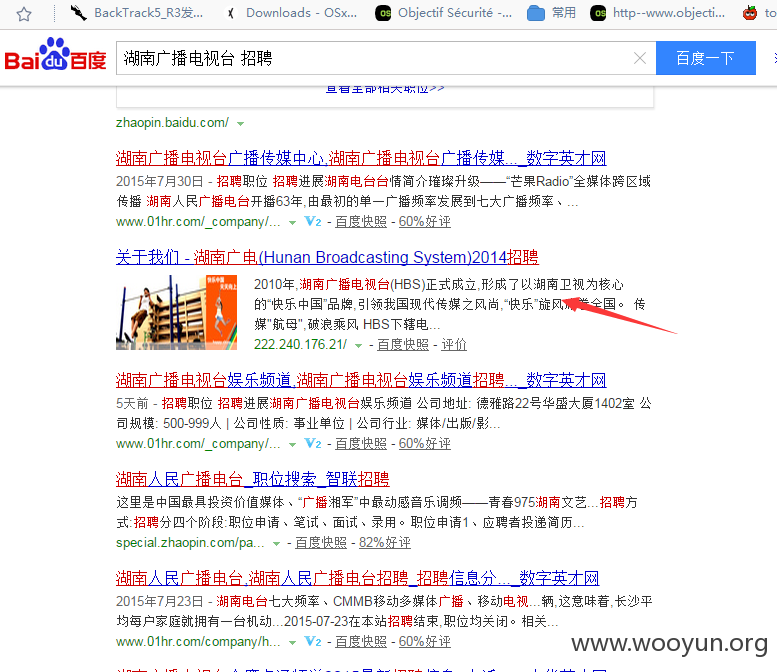 BackTrack5_R3发...
Downloads - OSx...
Objectif Sécurité -...
常用
http--www.objecti...
to
Bai du 百度
湖南广播电视台 招聘
百度一下
查看全部相关职位>>
zhaopin.baidu.com/
湖南广播电视台广播传媒中心,湖南广播电视台广播传媒..._数字英才网
2015年7月30日 - 招聘职位 招聘进展湖南电台台情简介璀璨升级——“芒果Radio”全媒体跨区域
传播 湖南人民广播电台开播63年,由最初的单一广播频率发展到七大广播频率、...
www.01hr.com/_company/... V2 - 百度快照 - 60%好评
关于我们 - 湖南广电(Hunan Broadcasting System)2014招聘
2010年,湖南广播电视台(HBS)正式成立,形成了以湖南卫视为核心
的“快乐中国”品牌,引领我国现代传媒之风尚,“快乐”旋风席卷全国。 传
媒"航母",破浪乘风 HBS下辖电...
222.240.176.21/ - 百度快照 - 评价
湖南广播电视台娱乐频道,湖南广播电视台娱乐频道招聘..._数字英才网
5天前 - 招聘职位 招聘进展湖南广播电视台娱乐频道 公司地址: 德雅路22号华盛大厦1402室 公
司规模: 500-999人 | 公司性质: 事业单位 | 公司行业: 媒体/出版/影...
www.01hr.com/_company/... V2 - 百度快照 - 60%好评
湖南人民广播电台_职位搜索_智联招聘
这里是中国最具投资价值媒体、“广播湘军”中最动感音乐调频——青春975湖南文艺...招聘方
式:招聘分四个阶段:职位申请、笔试、面试、录用。职位申请1、应聘者投递简历...
special.zhaopin.com/pa... - 百度快照 - 82%好评
湖南人民广播电台,湖南人民广播电台招聘_招聘信息分..._数字英才网
2015年7月23日 - 湖南电台七大频率、CMMB移动多媒体广播、移动电视...辆,这意味着,长沙平
均每户家庭就拥有一台机动...2015-07-23在本站招聘结束,职位均关闭。相关...
www.01hr.com/company/h... V2 - 百度快照 - 60%好评
www.wooyun.org